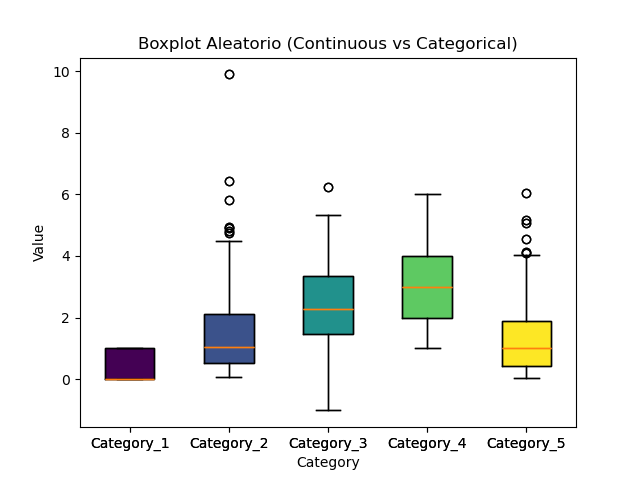 Boxplot Aleatorio (Continuous vs Categorical)
10
8
6
4
2
0
Value
Category_1 Category_2 Category_3 Category_4 Category_5
Category